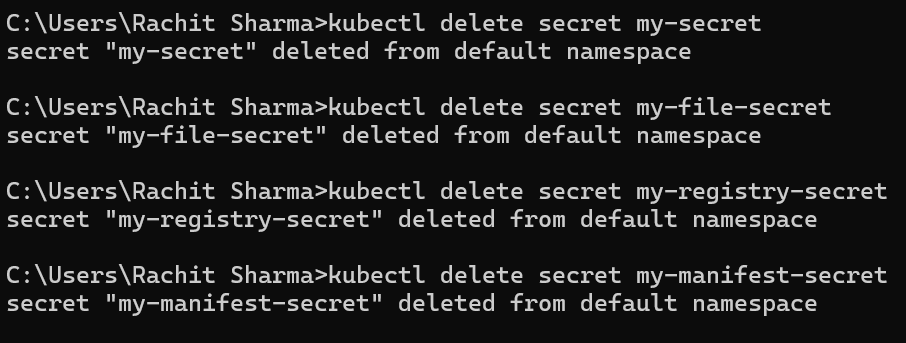 C:\Users\Rachit Sharma>kubectl delete secret my-secret
secret "my-secret" deleted from default namespace
C:\Users\Rachit Sharma>kubectl delete secret my-file-secret
secret "my-file-secret" deleted from default namespace
C:\Users\Rachit Sharma>kubectl delete secret my-registry-secret
secret "my-registry-secret" deleted from default namespace
C:\Users\Rachit Sharma>kubectl delete secret my-manifest-secret
secret "my-manifest-secret" deleted from default namespace